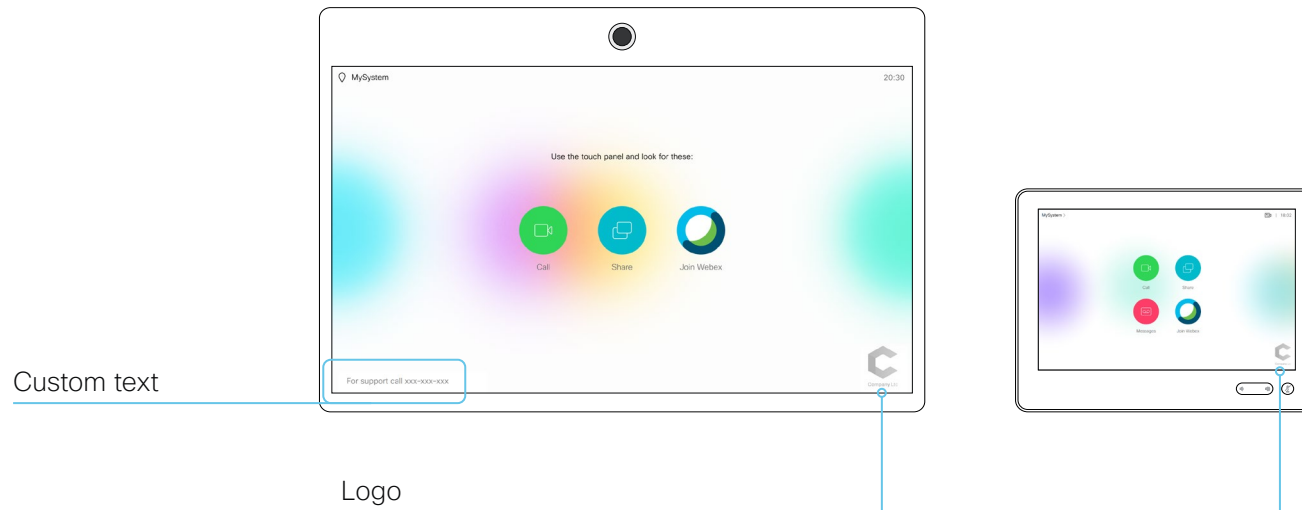 MySystem
20:30
Use the touch panel and look for these:
Call
Share
Join Webex
For support call xxx-xxx-xxx
Custom text
Logo
MySystem
Call
Share
Messages
Join Webex